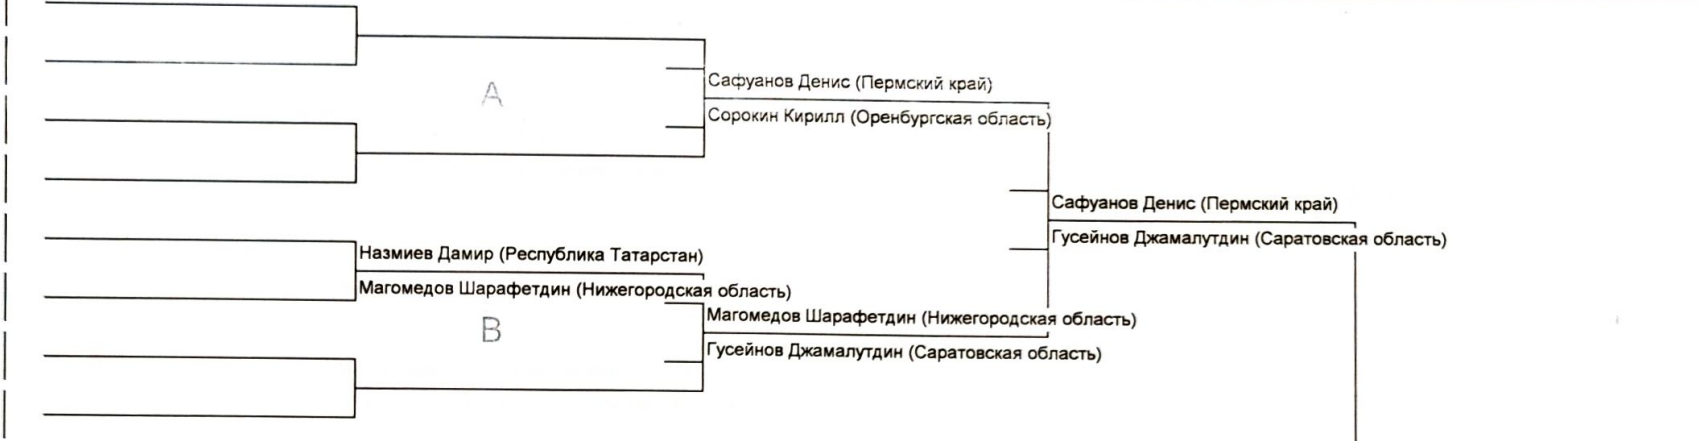 Сафуанов Денис (Пермский край)
A
Сорокин Кирилл (Оренбургская область)
Сафуанов Денис (Пермский край)
Гусейнов Джамалутдин (Саратовская область)
Назмиев Дамир (Республика Татарстан)
Магомедов Шарафетдин (Нижегородская область)
Магомедов Шарафетдин (Нижегородская область)
B
Гусейнов Джамалутдин (Саратовская область)